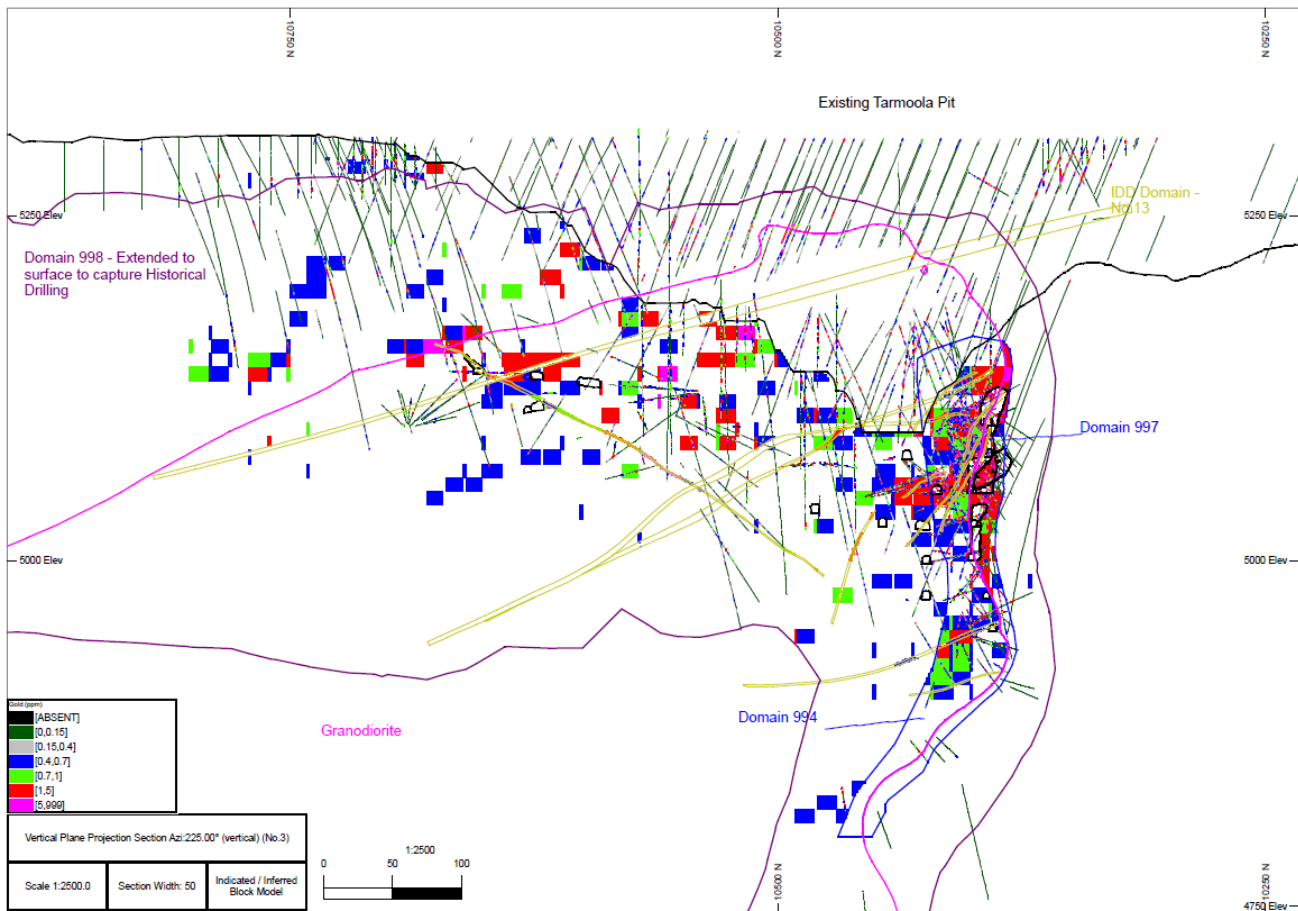 10750 N
10500 N
10250 N
Existing Tarmoola Pit
IDD Domain -
No13
5250 Elev
5250 Elev
Domain 998 - Extended to
surface to capture Historical
Drilling
Domain 997
5000 Elev
5000 Elev
Domain 994
Granodiorite
Gold (ppm)
[ABSENT]
[0,0.15]
[0.15,0.4]
[0.4,0.7]
[0.7,1]
[1,5]
[5,999]
Vertical Plane Projection Section Azi:225.00° (vertical) (No.3)
Scale 1:2500.0
Section Width: 50
Indicated / Inferred
Block Model
1:2500
0
50
100
10500 N
10250 N
4750 Elev